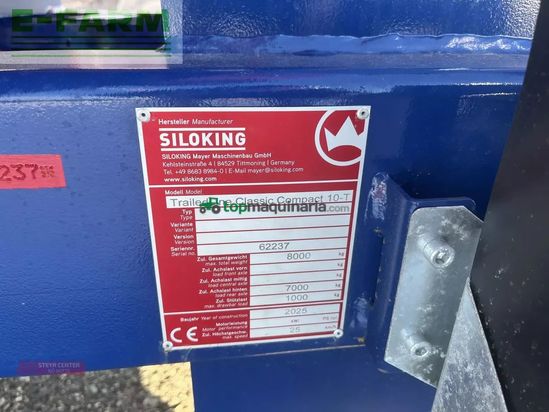 E-FARM
237
Hersteller Manufacturer
SILOKING
SILOKING Mayer Maschinenbau GmbH
Kehlsteinstraße 4 | 84529 Tittmoning | Germany
Tel. +49 8683 8984-0 | E-Mail mayer@siloking.com
www.siloking.com
Modell Model
TrailedLine Classic Compact 10-T
topmaquinaria.com
Typ
Type
Variante
Variant
Version
Version
Seriennr. 62237
Serial no.
Zul. Gesamtgewicht 8000 kg
max. total weight
Zul. Achslast vorn kg
load front axle
Zul. Achslast mittig kg
load central axle
Zul. Achslast hinten 7000 kg
load rear axle
Zul. Stützlast 1000 kg
max. drawbar load
Baujahr Year of construction 2025
Motorleistung kW/ PS
Motor performance
Zul. Höchstgeschw. 25 km/h
max. speed
CE
STEYR CENTER